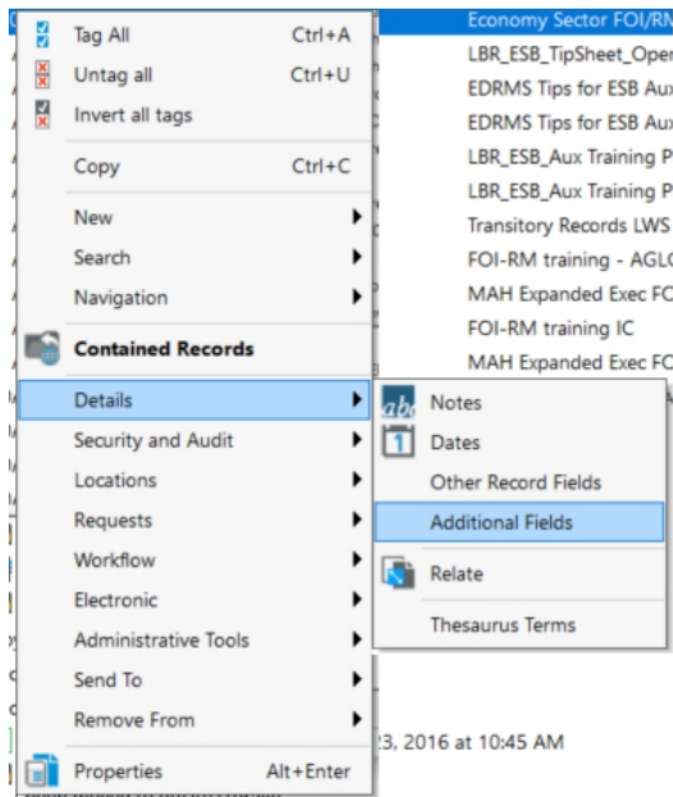 Tag All Ctrl+A
Untag all Ctrl+U
Invert all tags
Copy Ctrl+C
New
Search
Navigation
Contained Records
Details
Security and Audit
Locations
Requests
Workflow
Electronic
Administrative Tools
Send To
Remove From
Properties Alt+Enter
Economy Sector FOI/RM
LBR_ESB_TipSheet_Oper
EDRMS Tips for ESB Aux
EDRMS Tips for ESB Aux
LBR_ESB_Aux Training P
LBR_ESB_Aux Training P
Transitory Records LWS
FOI-RM training - AGLC
MAH Expanded Exec FO
FOI-RM training IC
MAH Expanded Exec FO
abc Notes
1 Dates
Other Record Fields
Additional Fields
Relate
Thesaurus Terms
23, 2016 at 10:45 AM